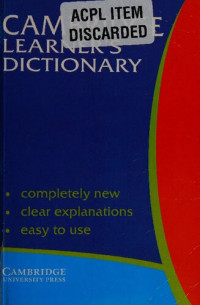 ACPL ITEM
DISCARDED
CAM E
LEARNER'S
DICTIONARY
• completely new
• clear explanations
• easy to use
CAMBRIDGE
UNIVERSITY PRESS